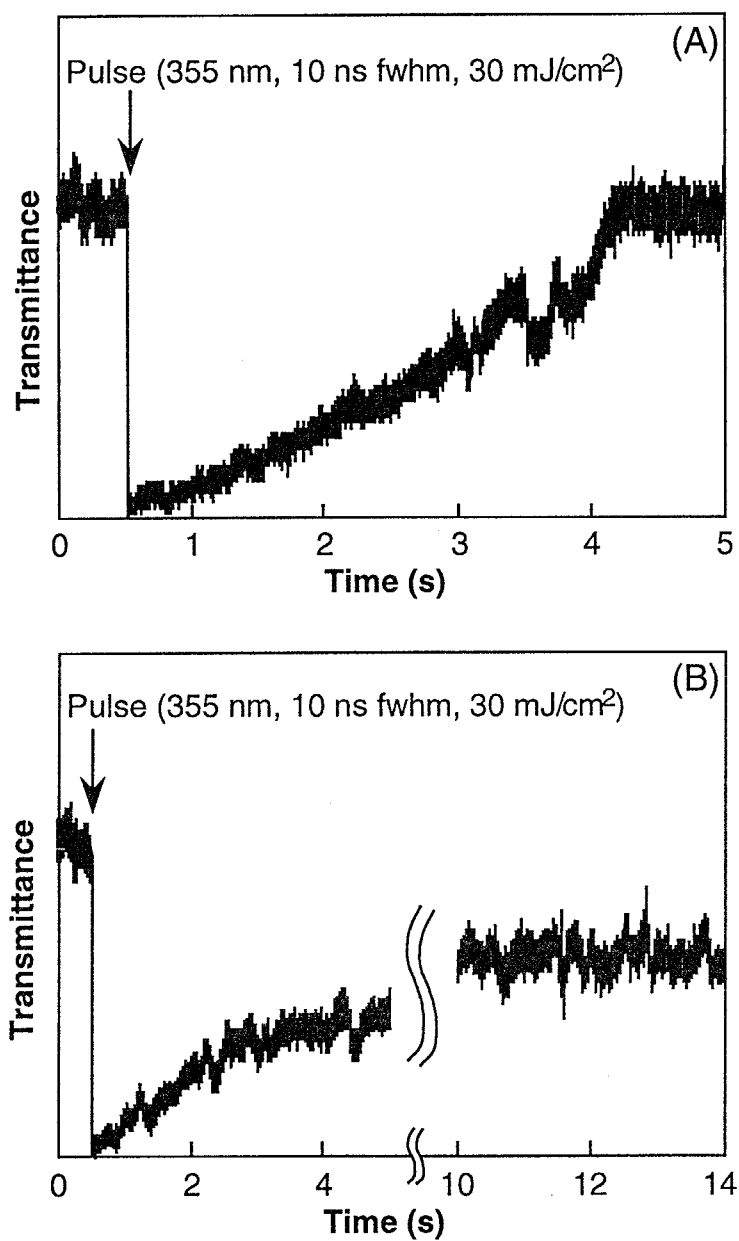 (A)
Pulse (355 nm, 10 ns fwhm, 30 mJ/cm²)
Transmittance
0 1 2 3 4 5
Time (s)
(B)
Pulse (355 nm, 10 ns fwhm, 30 mJ/cm²)
Transmittance
0 2 4 10 12 14
Time (s)